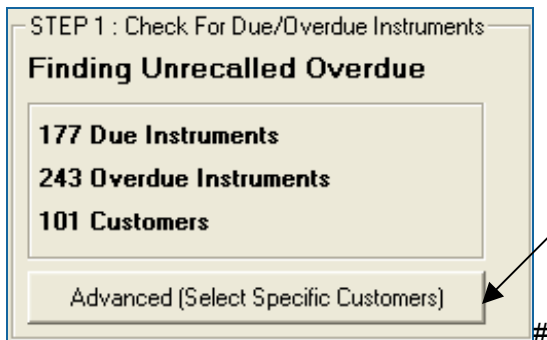 STEP 1 : Check For Due/Overdue Instruments
Finding Unrecalled Overdue
177 Due Instruments
243 Overdue Instruments
101 Customers
Advanced (Select Specific Customers)
#